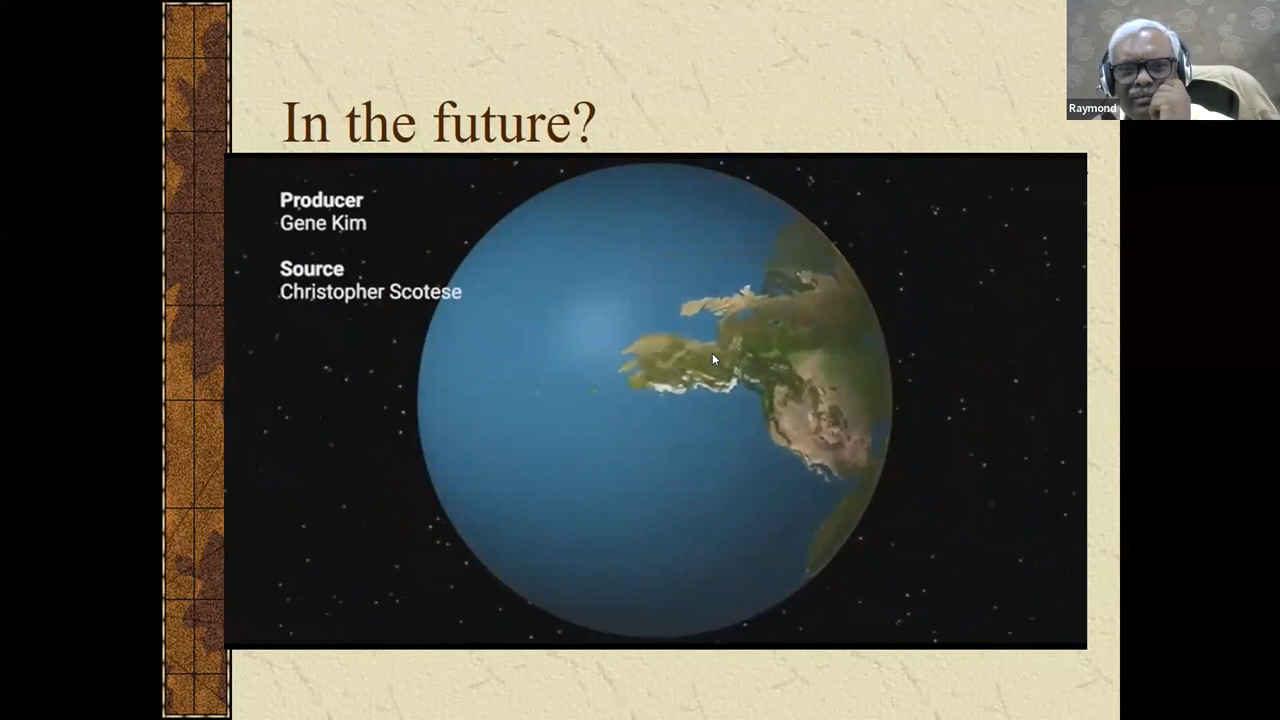 In the future?
Raymond
Producer
Gene Kim
Source
Christopher Scotese